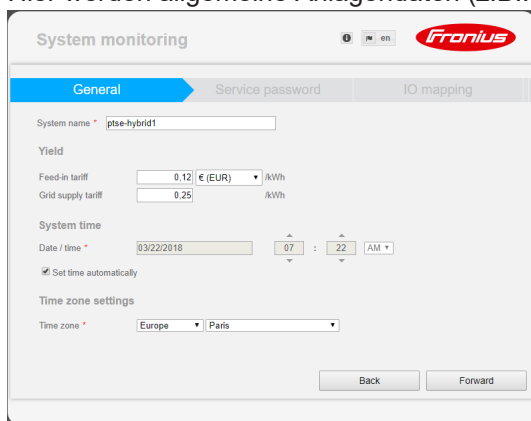 Hier werden allgemeine Anlagendaten
System monitoring
en
Fronius
General
Service password
IO mapping
System name * ptse-hybrid1
Yield
Feed-in tariff 0,12 € (EUR) /kWh
Grid supply tariff 0,25 /kWh
System time
Date / time * 03/22/2018 07 : 22 AM
Set time automatically
Time zone settings
Time zone * Europe Paris
Back Forward